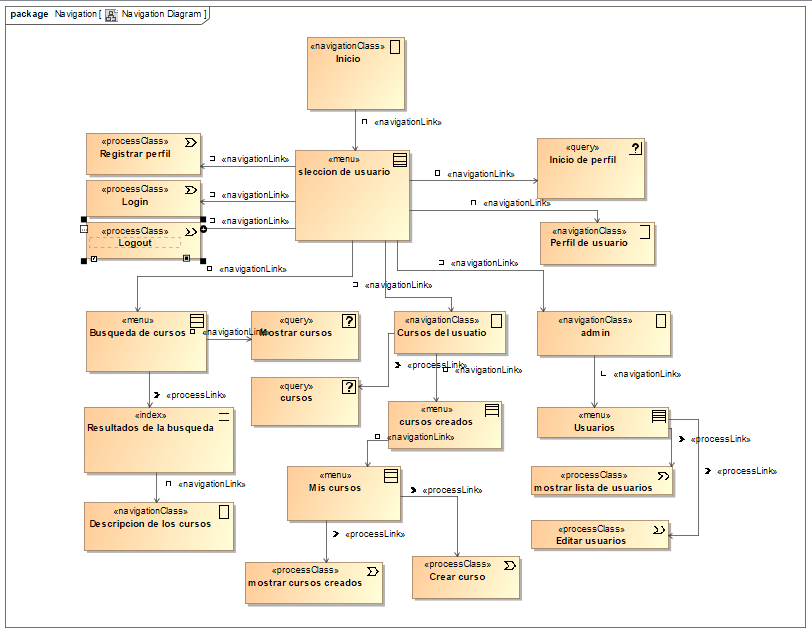 package Navigation [ Navigation Diagram ]
«navigationClass»
Inicio
«navigationLink»
«processClass»
Registrar perfil
«navigationLink»
«menu»
sleccion de usuario
«navigationLink»
«query»
Inicio de perfil
«processClass»
Login
«navigationLink»
«navigationLink»
«processClass»
Logout
«navigationLink»
«navigationClass»
Perfil de usuario
«navigationLink»
«navigationLink»
«navigationLink»
«menu»
Busqueda de cursos
«navigationLink»
«query»
Mostrar cursos
«navigationClass»
Cursos del usuatio
«navigationClass»
admin
«processLink»
«navigationLink»
«navigationLink»
«query»
cursos
«processLink»
«index»
Resultados de la busqueda
«menu»
cursos creados
«menu»
Usuarios
«navigationLink»
«processLink»
«processLink»
«navigationLink»
«menu»
Mis cursos
«processLink»
«processClass»
mostrar lista de usuarios
«navigationClass»
Descripcion de los cursos
«processLink»
«processClass»
Editar usuarios
«processClass»
mostrar cursos creados
«processClass»
Crear curso